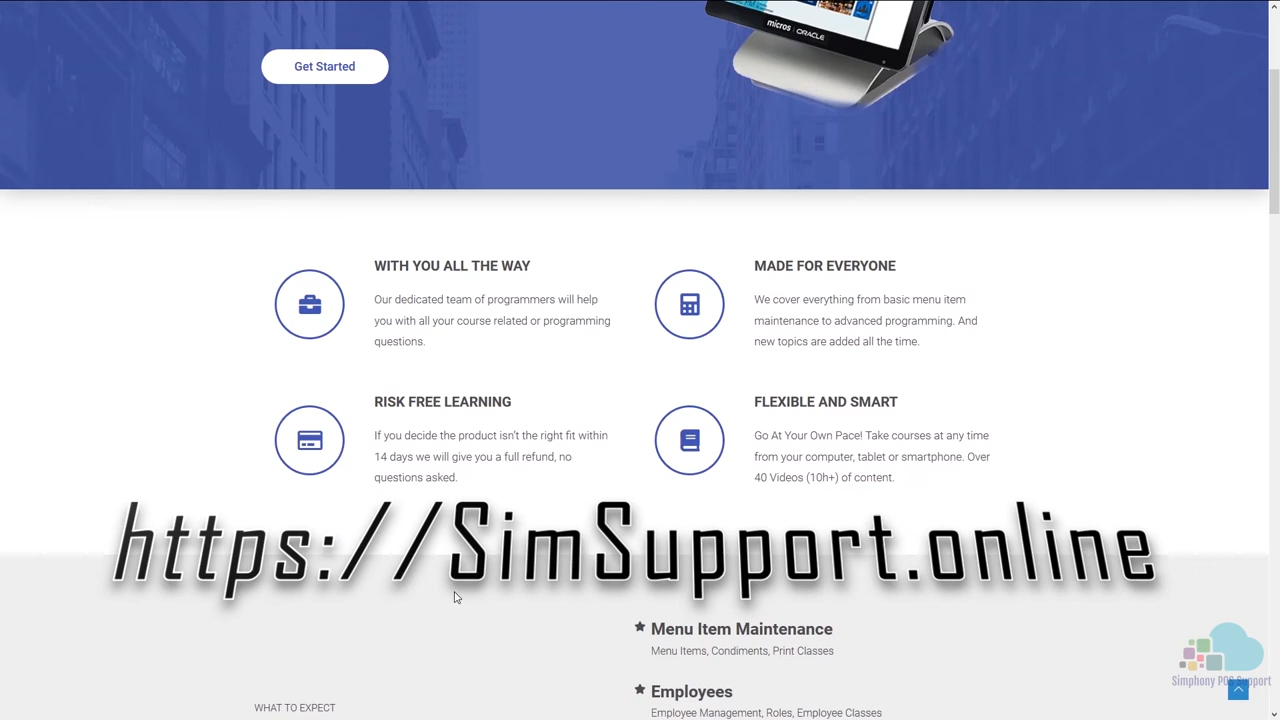 micros | ORACLE
Get Started
WITH YOU ALL THE WAY
Our dedicated team of programmers will help
you with all your course related or programming
questions.
MADE FOR EVERYONE
We cover everything from basic menu item
maintenance to advanced programming. And
new topics are added all the time.
RISK FREE LEARNING
If you decide the product isn't the right fit within
14 days we will give you a full refund, no
questions asked.
FLEXIBLE AND SMART
Go At Your Own Pace! Take courses at any time
from your computer, tablet or smartphone. Over
40 Videos (10h+) of content.
https://SimSupport.online
WHAT TO EXPECT
Menu Item Maintenance
Menu Items, Condiments, Print Classes
Employees
Employee Management, Roles, Employee Classes
Simphony POS Support